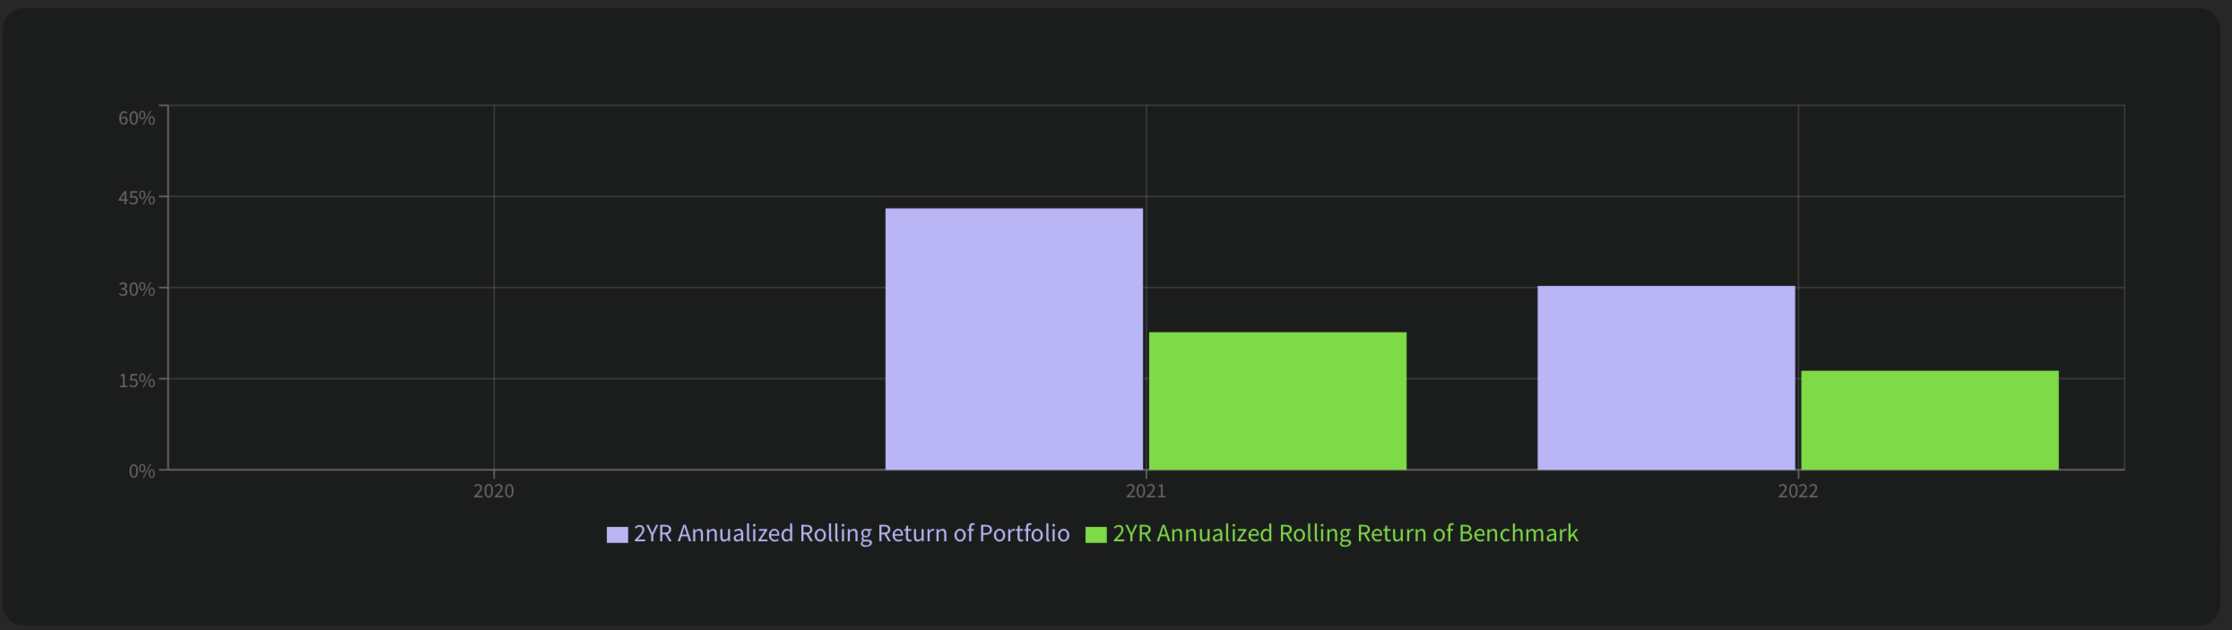 60%
45%
30%
15%
0%
2020 2021 2022
2YR Annualized Rolling Return of Portfolio 2YR Annualized Rolling Return of Benchmark